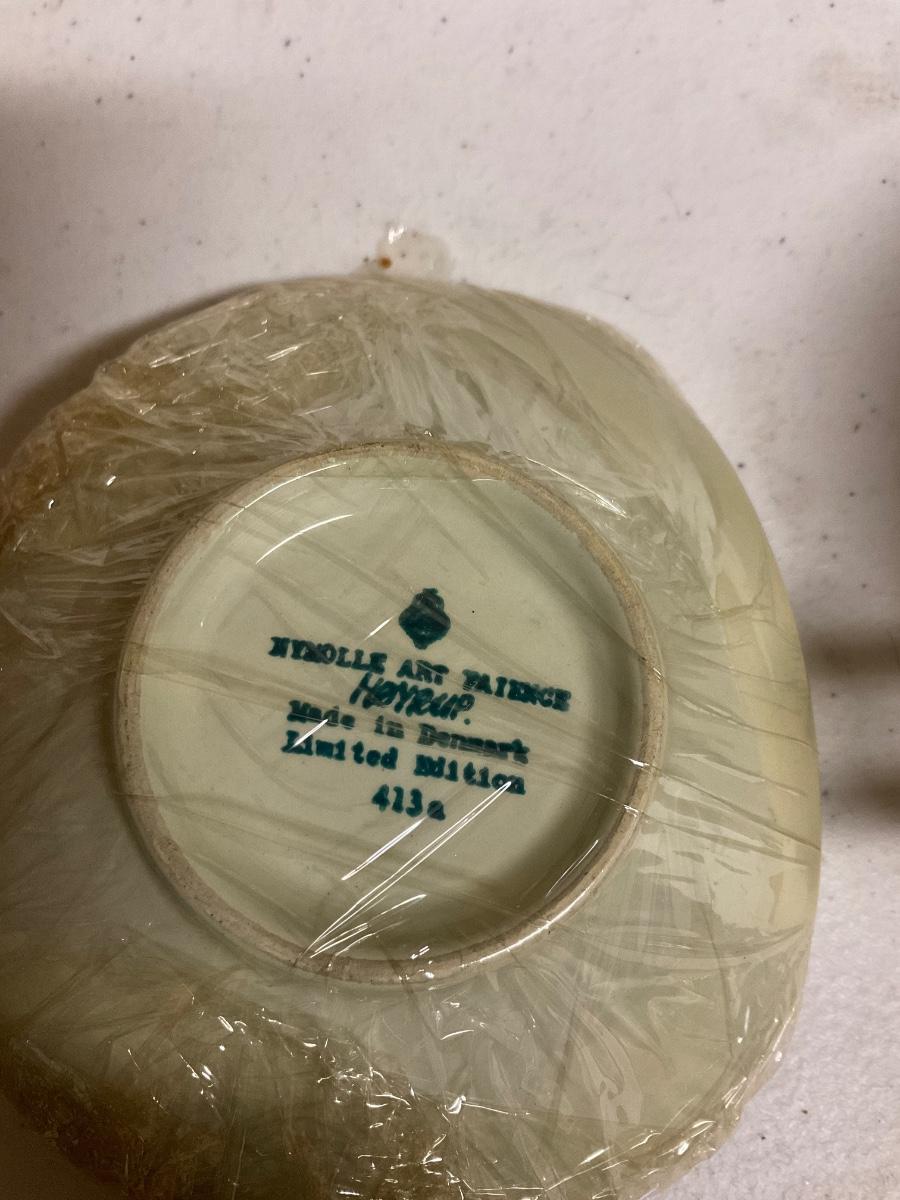 NYMOLLE ART FAIENCE
HOYRUP.
Made in Denmark
Limited Edition
413a